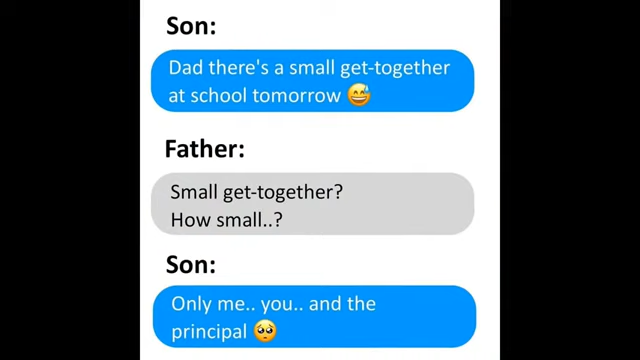 Son:
Dad there's a small get-together
at school tomorrow 😅
Father:
Small get-together?
How small..?
Son:
Only me.. you.. and the
principal 🥺